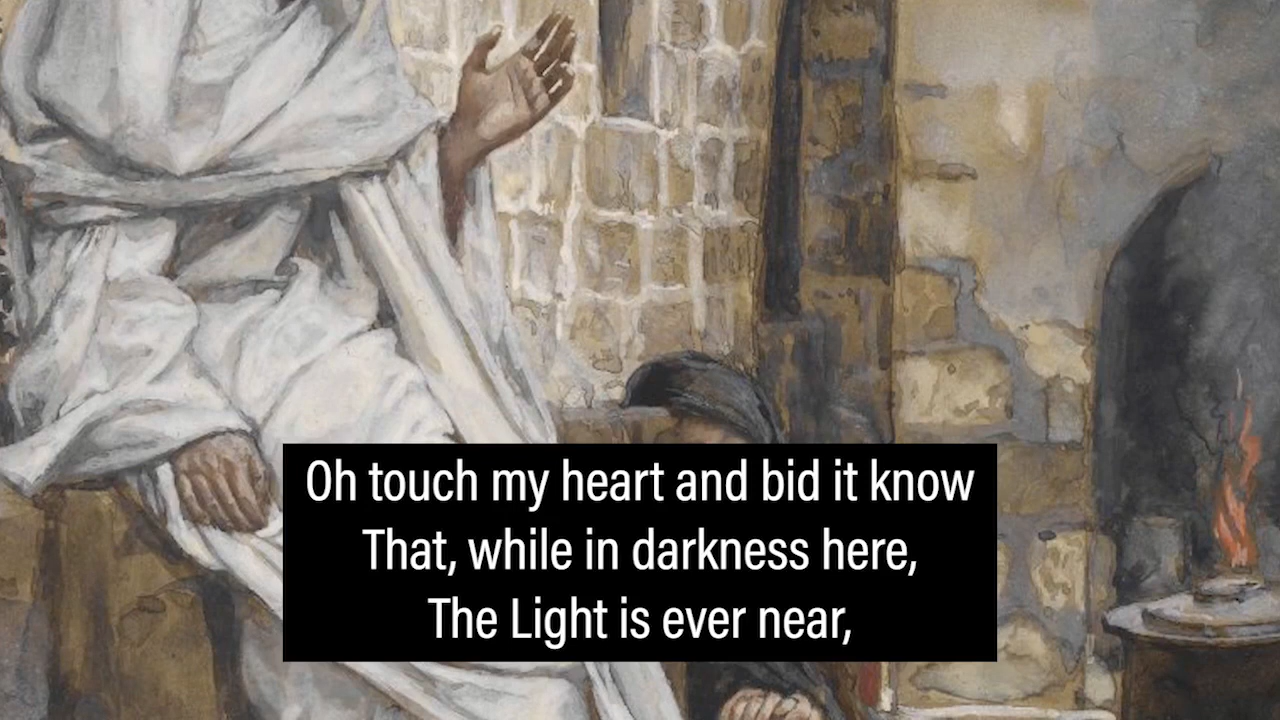 Oh touch my heart and bid it know
That, while in darkness here,
The Light is ever near,